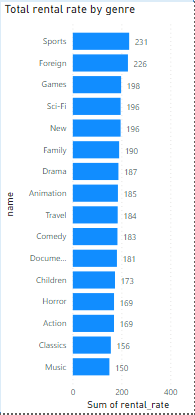 Total rental rate by genre
Sports 231
Foreign 226
Games 198
Sci-Fi 196
New 196
Family 190
Drama 187
Animation 185
Travel 184
Comedy 183
Docume... 181
Children 173
Horror 169
Action 169
Classics 156
Music 150
name
0 200 400
Sum of rental_rate